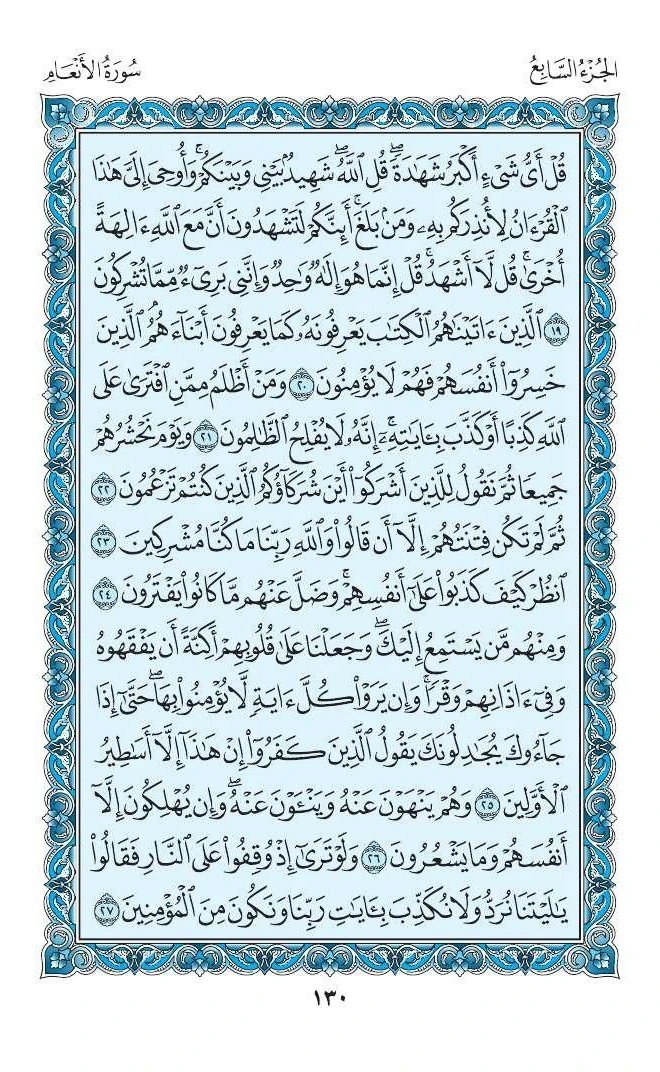 الجُزْءُ السَّابِعُ
سُورَةُ الأَنْعَامِ
قُلْ أَيُّ شَىْءٍ أَكْبَرُ شَهَٰدَةًۖ قُلِ ٱللَّهُۖ شَهِيدُۢ بَيْنِى وَبَيْنَكُمْۚ وَأُوحِىَ إِلَىَّ هَٰذَا
ٱلْقُرْءَانُ لِأُنذِرَكُم بِهِۦ وَمَنۢ بَلَغَۚ أَئِنَّكُمْ لَتَشْهَدُونَ أَنَّ مَعَ ٱللَّهِ ءَالِهَةً
أُخْرَىٰۚ قُل لَّآ أَشْهَدُۚ قُلْ إِنَّمَا هُوَ إِلَٰهٌ وَٰحِدٌ وَإِنَّنِى بَرِىٓءٌ مِّمَّا تُشْرِكُونَ
١٩ ٱلَّذِينَ ءَاتَيْنَٰهُمُ ٱلْكِتَٰبَ يَعْرِفُونَهُۥ كَمَا يَعْرِفُونَ أَبْنَآءَهُمُ ٱلَّذِينَ
خَسِرُوٓا۟ أَنفُسَهُمْ فَهُمْ لَا يُؤْمِنُونَ ٢٠ وَمَنْ أَظْلَمُ مِمَّنِ ٱفْتَرَىٰ عَلَى
ٱللَّهِ كَذِبًا أَوْ كَذَّبَ بِـَٔايَٰتِهِۦٓۚ إِنَّهُۥ لَا يُفْلِحُ ٱلظَّٰلِمُونَ ٢١ وَيَوْمَ نَحْشُرُهُمْ
جَمِيعًا ثُمَّ نَقُولُ لِلَّذِينَ أَشْرَكُوٓا۟ أَيْنَ شُرَكَآؤُكُمُ ٱلَّذِينَ كُنتُمْ تَزْعُمُونَ ٢٢
ثُمَّ لَمْ تَكُن فِتْنَتُهُمْ إِلَّآ أَن قَالُوا۟ وَٱللَّهِ رَبِّنَا مَا كُنَّا مُشْرِكِينَ ٢٣
ٱنظُرْ كَيْفَ كَذَبُوا۟ عَلَىٰٓ أَنفُسِهِمْۚ وَضَلَّ عَنْهُم مَّا كَانُوا۟ يَفْتَرُونَ ٢٤
وَمِنْهُم مَّن يَسْتَمِعُ إِلَيْكَۖ وَجَعَلْنَا عَلَىٰ قُلُوبِهِمْ أَكِنَّةً أَن يَفْقَهُوهُ
وَفِىٓ ءَاذَانِهِمْ وَقْرًاۚ وَإِن يَرَوْا۟ كُلَّ ءَايَةٍ لَّا يُؤْمِنُوا۟ بِهَاۖ حَتَّىٰٓ إِذَا
جَآءُوكَ يُجَٰدِلُونَكَ يَقُولُ ٱلَّذِينَ كَفَرُوٓا۟ إِنْ هَٰذَآ إِلَّآ أَسَٰطِيرُ
ٱلْأَوَّلِينَ ٢٥ وَهُمْ يَنْهَوْنَ عَنْهُ وَيَنْـَٔوْنَ عَنْهُۖ وَإِن يُهْلِكُونَ إِلَّآ
أَنفُسَهُمْ وَمَا يَشْعُرُونَ ٢٦ وَلَوْ تَرَىٰٓ إِذْ وُقِفُوا۟ عَلَى ٱلنَّارِ فَقَالُوا۟
يَٰلَيْتَنَا نُرَدُّ وَلَا نُكَذِّبَ بِـَٔايَٰتِ رَبِّنَا وَنَكُونَ مِنَ ٱلْمُؤْمِنِينَ ٢٧
١٣٠